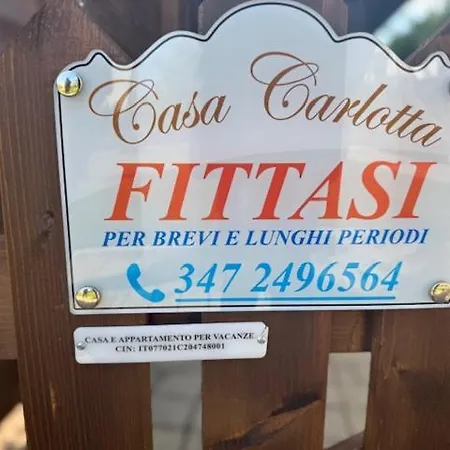 Casa Carlotta
FITTASI
PER BREVI E LUNGHI PERIODI
347 2496564
CASA E APPARTAMENTO PER VACANZE
CIN: IT077021C204748001